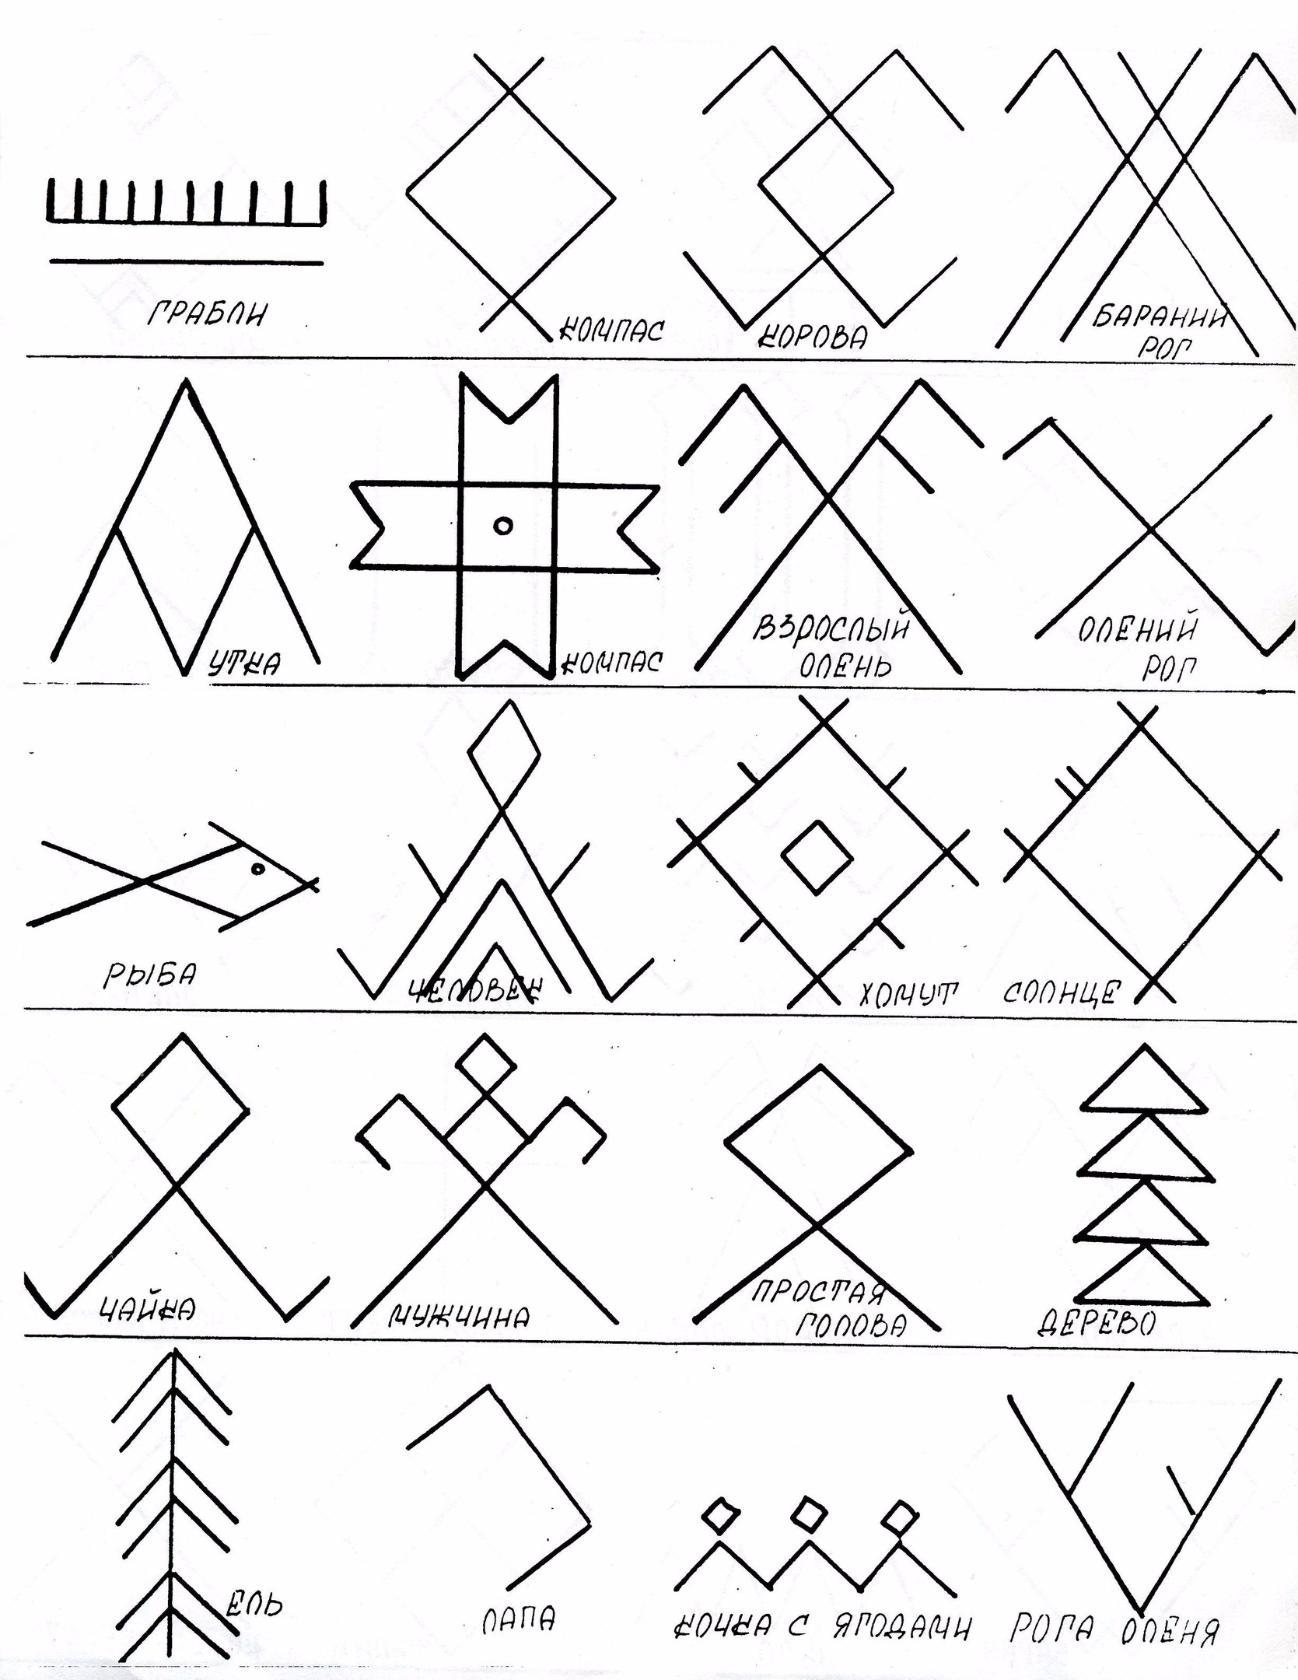 ГРАБЛИ
КОМПАС
КОРОВА
БАРАНИЙ
РОГ
УТКА
КОМПАС
ВЗРОСЛЫЙ
ОЛЕНЬ
ОЛЕНИЙ
РОГ
РЫБА
ЧЕЛОВЕК
ХОМУТ
СОЛНЦЕ
ЧАЙКА
МУЖЧИНА
ПРОСТАЯ
ГОЛОВА
ДЕРЕВО
ЕЛЬ
ЛАПА
КОЧКА С ЯГОДАМИ
РОГА ОЛЕНЯ